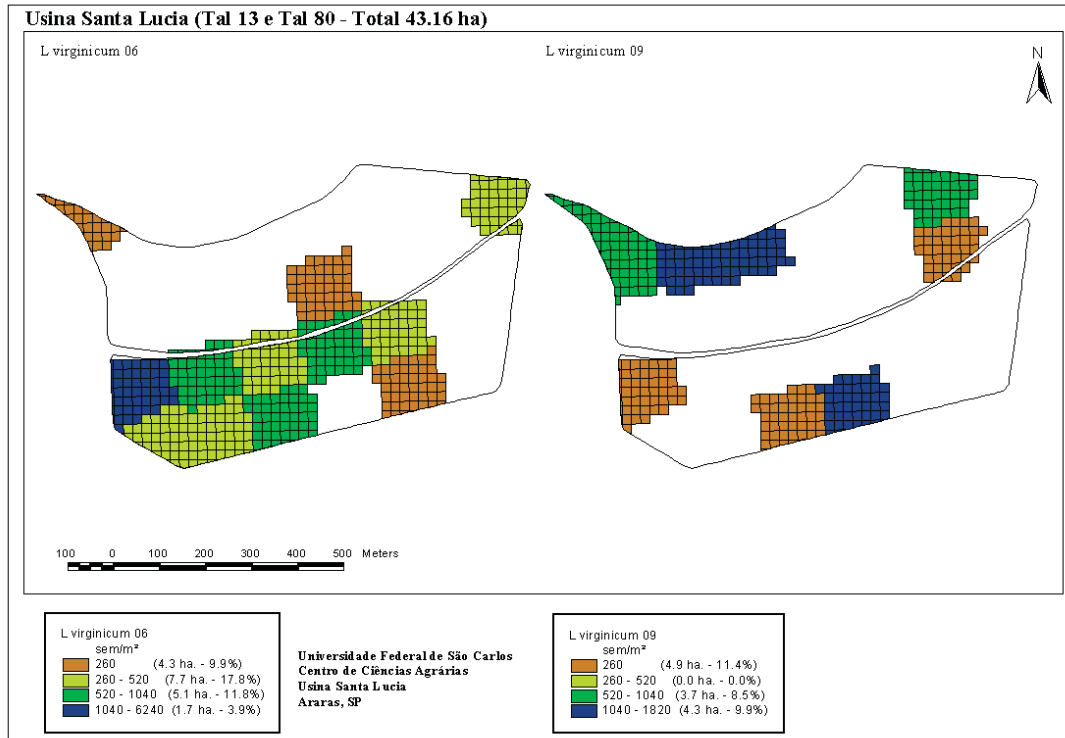 Usina Santa Lucia (Tal 13 e Tal 80 - Total 43.16 ha)
L virginicum 06
L virginicum 09
N
100 0 100 200 300 400 500 Meters
L virginicum 06
sem/m²
260 (4.3 ha. - 9.9%)
260 - 520 (7.7 ha. - 17.8%)
520 - 1040 (5.1 ha. - 11.8%)
1040 - 6240 (1.7 ha. - 3.9%)
Universidade Federal de São Carlos
Centro de Ciências Agrárias
Usina Santa Lucia
Araras, SP
L virginicum 09
sem/m²
260 (4.9 ha. - 11.4%)
260 - 520 (0.0 ha. - 0.0%)
520 - 1040 (3.7 ha. - 8.5%)
1040 - 1820 (4.3 ha. - 9.9%)